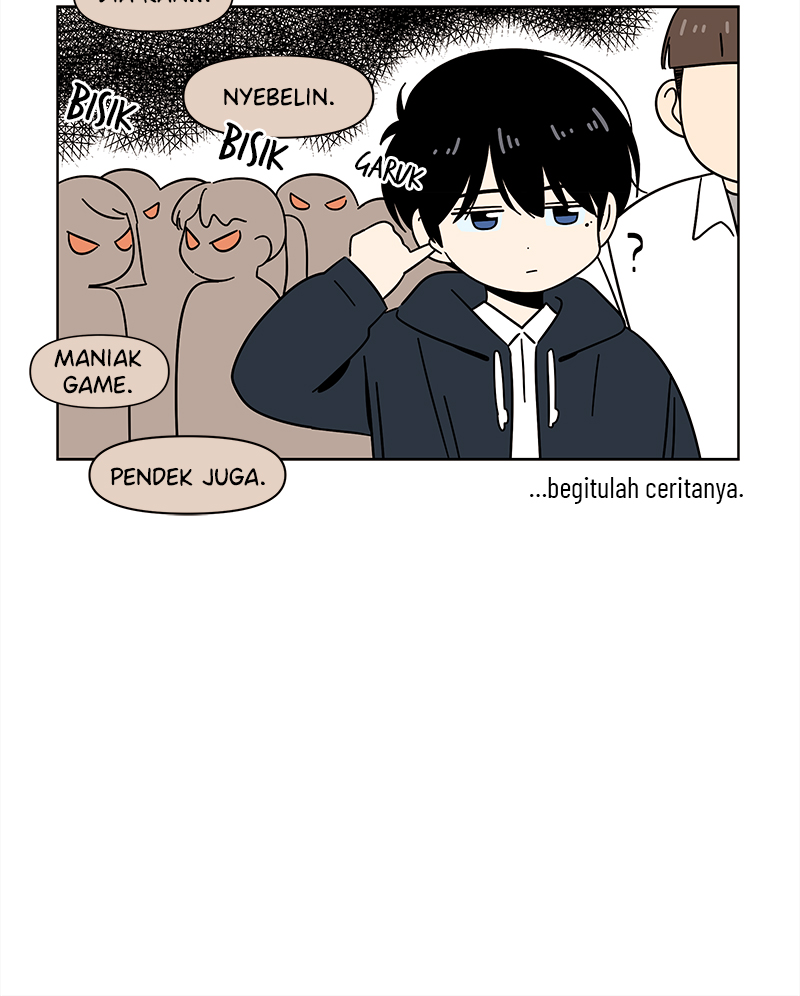 NYEBELIN.
BISIK
BISIK
GARUK
?
MANIAK
GAME.
PENDEK JUGA.
...begitulah ceritanya.